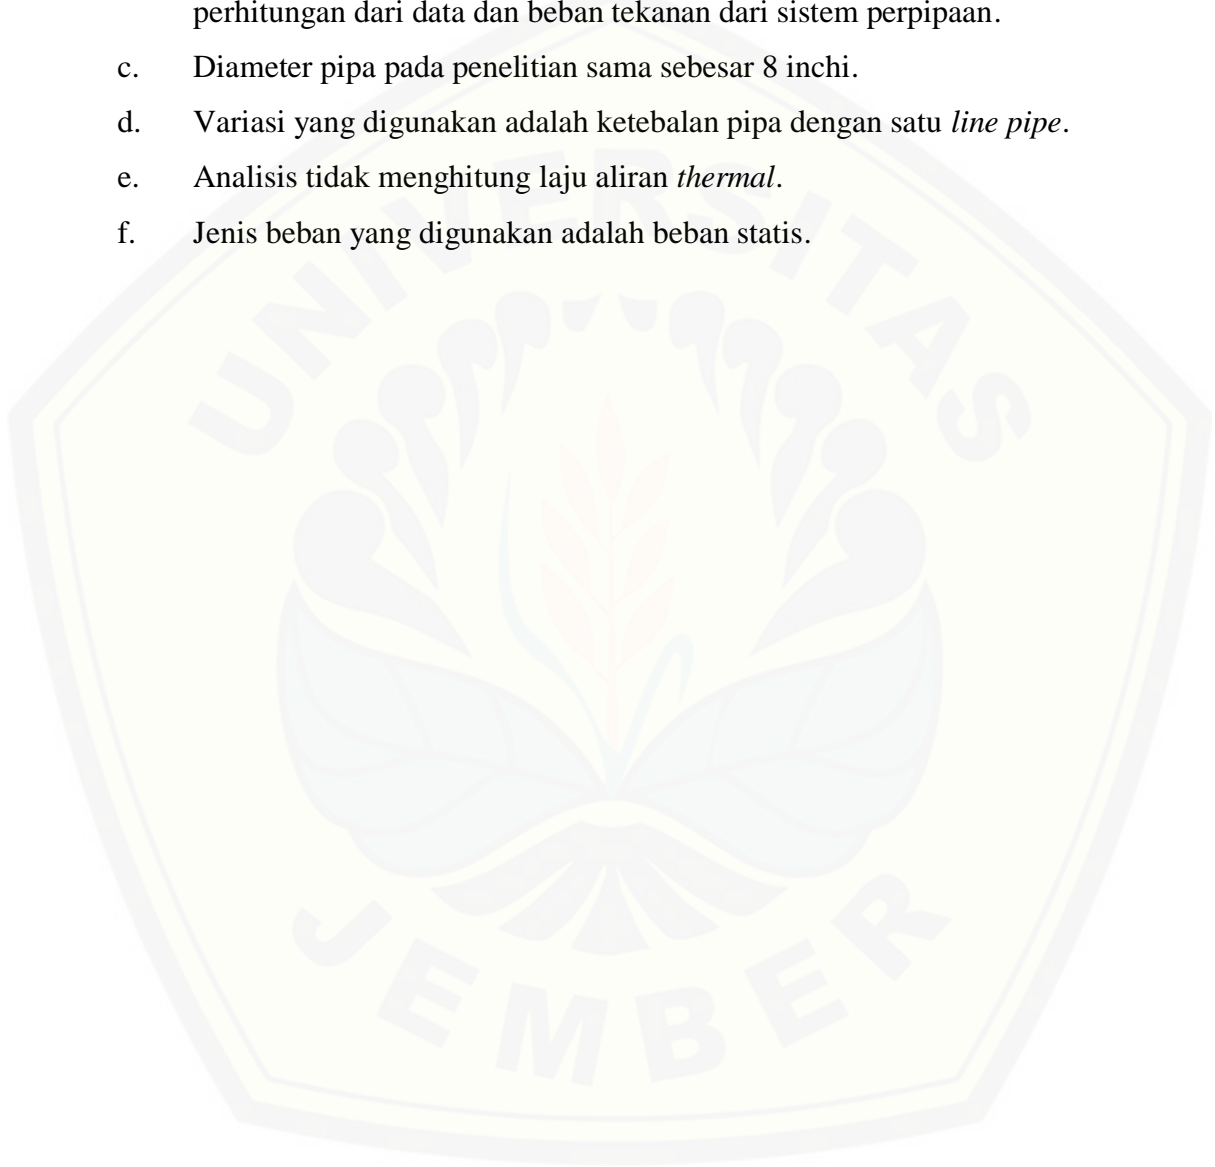 perhitungan dari data dan beban tekanan dari sistem perpipaan.
c. Diameter pipa pada penelitian sama sebesar 8 inchi.
d. Variasi yang digunakan adalah ketebalan pipa dengan satu line pipe.
e. Analisis tidak menghitung laju aliran thermal.
f. Jenis beban yang digunakan adalah beban statis.
UNIVERSITAS
JEMBER